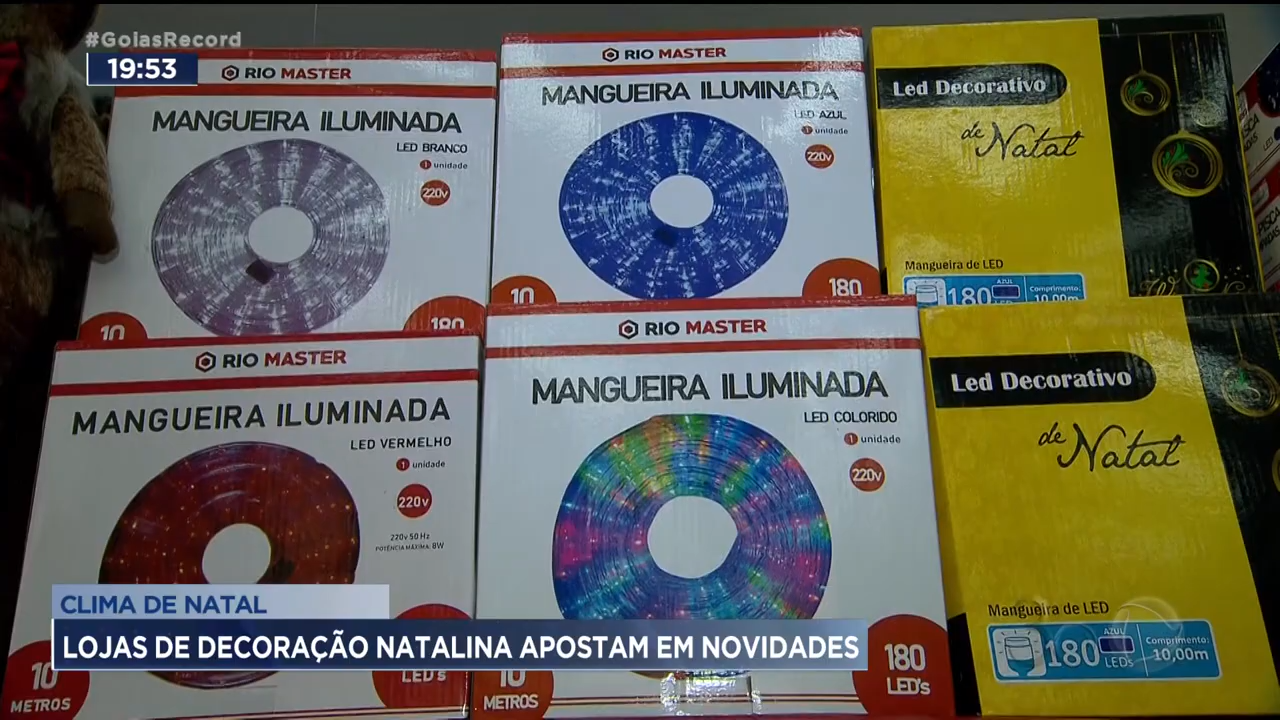 #GoiasRecord
19:53
RIO MASTER
MANGUEIRA ILUMINADA
LED BRANCO
1 unidade
220v
10
180
RIO MASTER
MANGUEIRA ILUMINADA
LED AZUL
1 unidade
220v
10
180
Led Decorativo
de Natal
Mangueira de LED
180 LEDs
AZUL
Comprimento:
10,00m
RIO MASTER
MANGUEIRA ILUMINADA
LED VERMELHO
1 unidade
220v
220v 50 Hz
POTÊNCIA MÁXIMA: 8W
10
METROS
LED's
RIO MASTER
MANGUEIRA ILUMINADA
LED COLORIDO
1 unidade
220v
10
METROS
180
LED's
Led Decorativo
de Natal
Mangueira de LED
180 LEDs
AZUL
Comprimento:
10,00m
CLIMA DE NATAL
LOJAS DE DECORAÇÃO NATALINA APOSTAM EM NOVIDADES